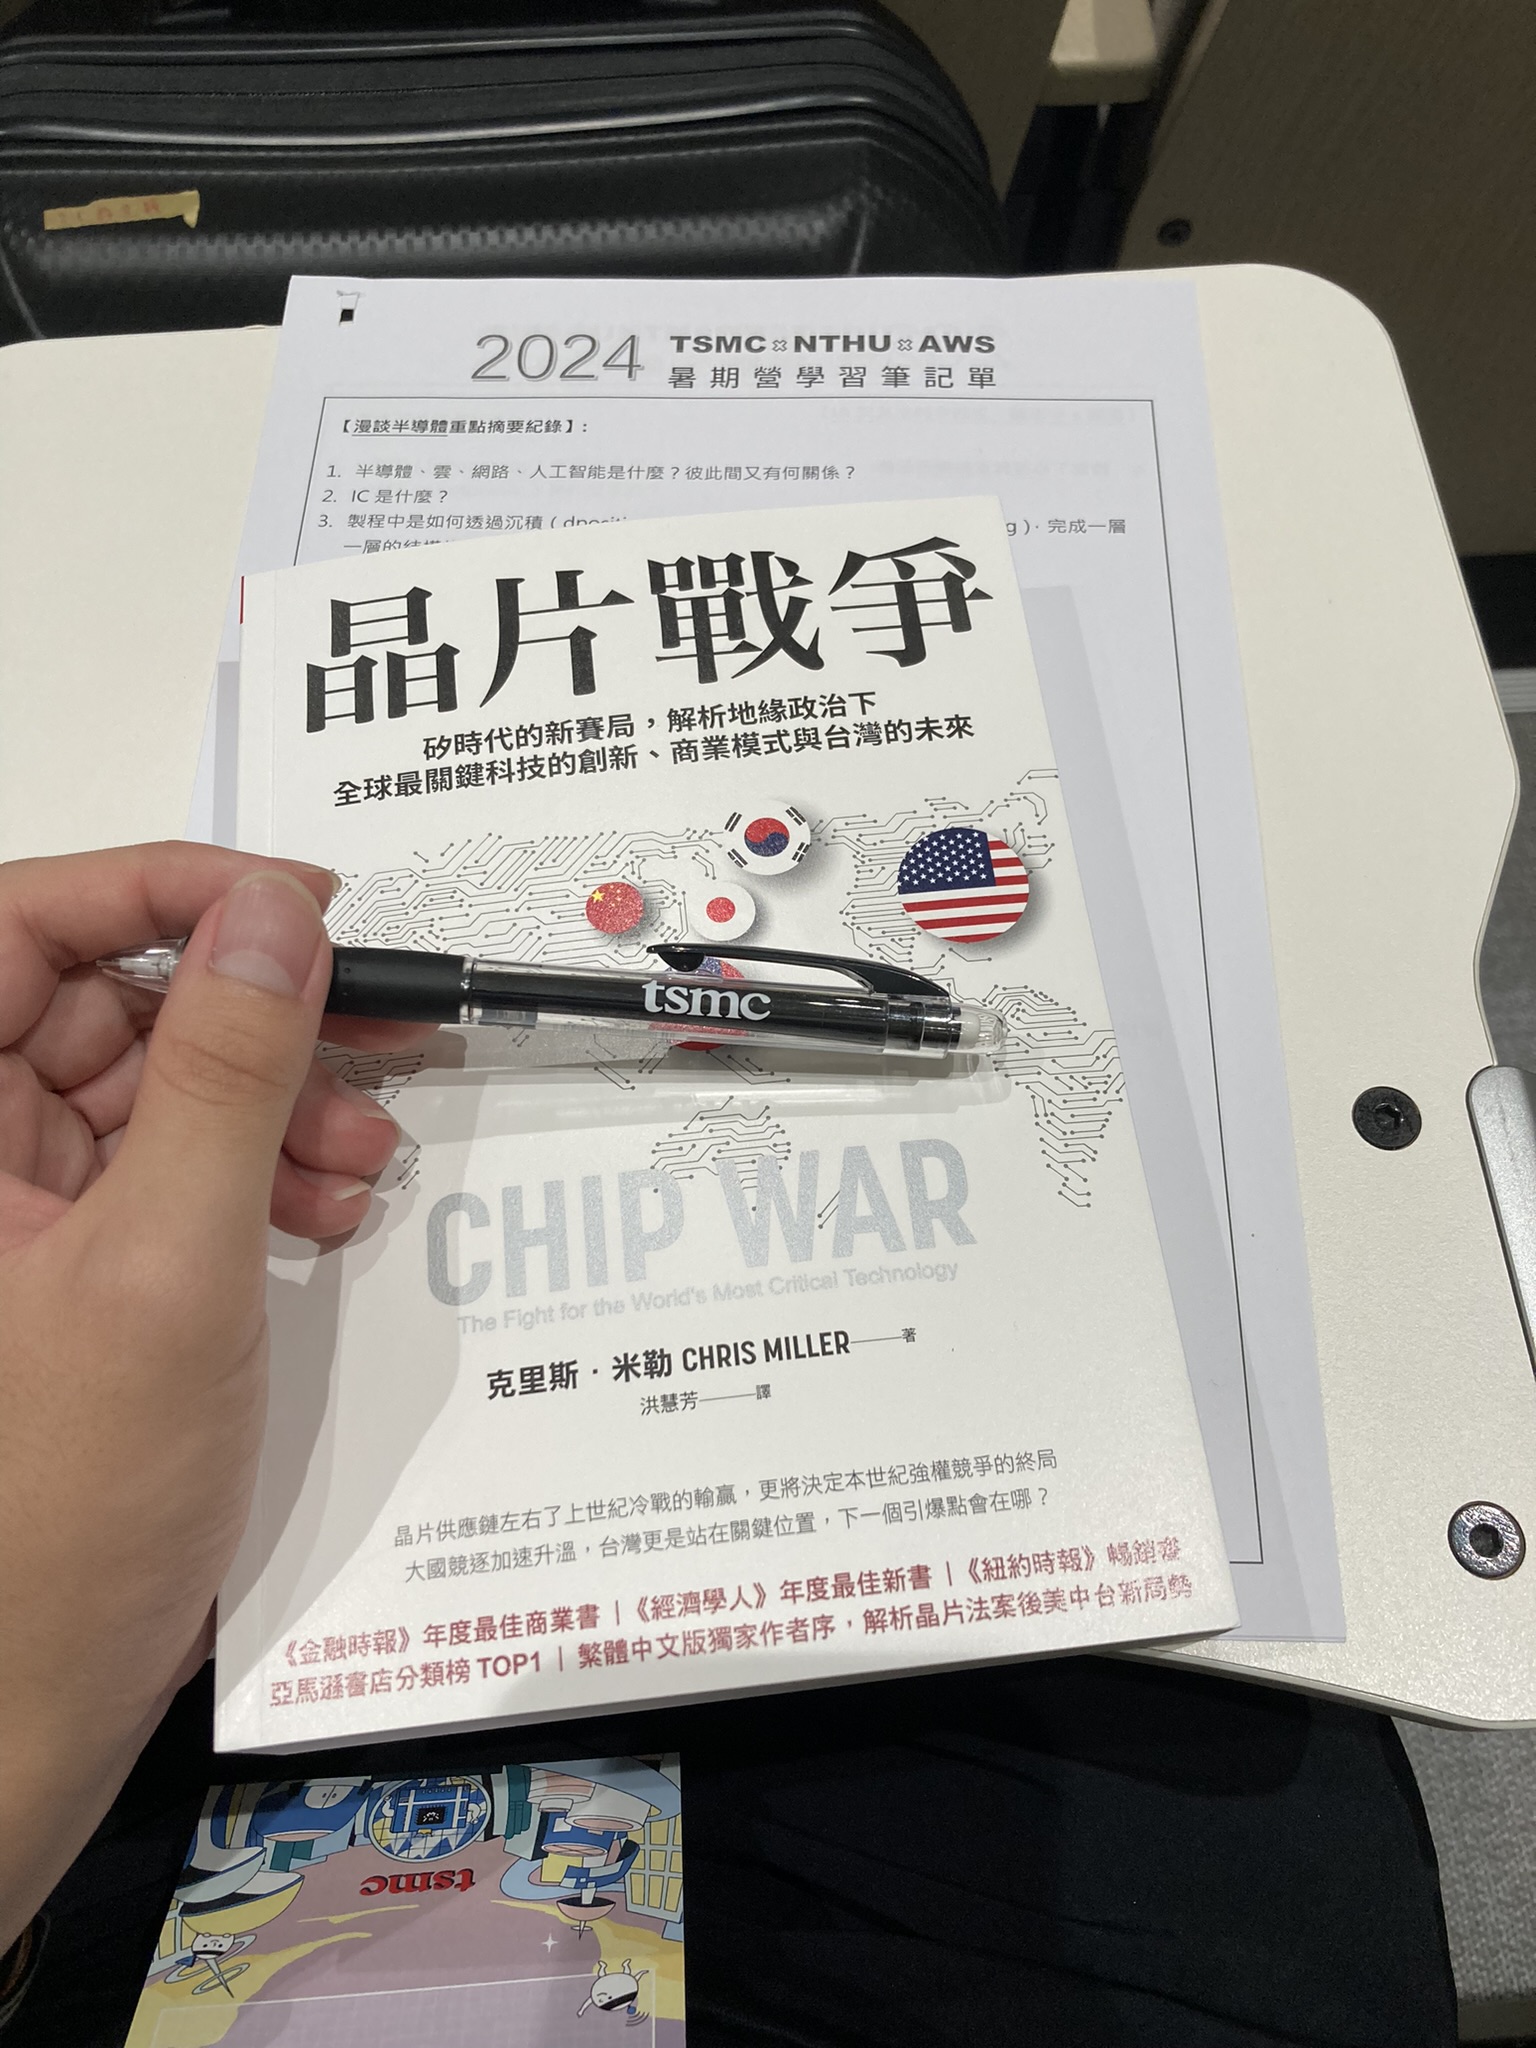 2024 TSMC × NTHU × AWS
暑期營學習筆記單
【漫談半導體重點摘要紀錄】:
1. 半導體、雲、網路、人工智能是什麼?彼此間又有何關係?
2. IC 是什麼?
3. 製程中是如何透過沉積(dpositi g)、完成一層
一層的結構
晶片戰爭
矽時代的新賽局,解析地緣政治下
全球最關鍵科技的創新、商業模式與台灣的未來
tsmc
CHIP WAR
The Fight for the World's Most Critical Technology
克里斯·米勒 CHRIS MILLER——著
洪慧芳——譯
晶片供應鏈左右了上世紀冷戰的輸贏,更將決定本世紀強權競爭的終局
大國競逐加速升溫,台灣更是站在關鍵位置,下一個引爆點會在哪?
《金融時報》年度最佳商業書|《經濟學人》年度最佳新書|《紐約時報》暢銷書
亞馬遜書店分類榜 TOP1|繁體中文版獨家作者序,解析晶片法案後美中台新局勢
tsmc